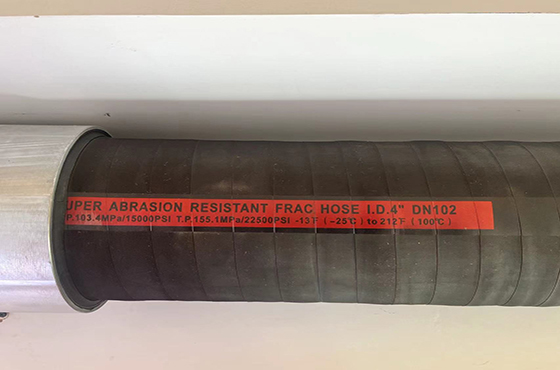 UPER ABRASION RESISTANT FRAC HOSE I.D.4" DN102
P.103.4MPa/15000PSI T.P.155.1MPa/22500PSI -13℉ (-25℃) to 212℉ (100℃)